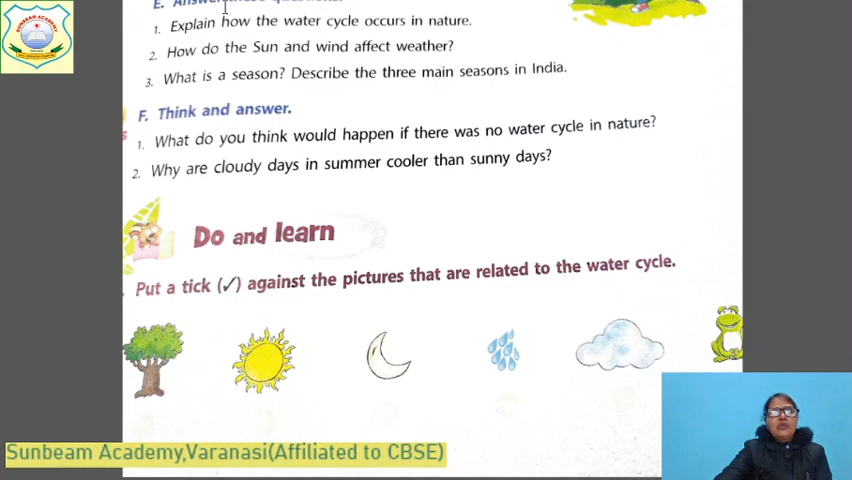 SUNBEAM ACADEMY
E.
1. Explain how the water cycle occurs in nature.
2. How do the Sun and wind affect weather?
3. What is a season? Describe the three main seasons in India.
F. Think and answer.
1. What do you think would happen if there was no water cycle in nature?
2. Why are cloudy days in summer cooler than sunny days?
Do and learn
Put a tick (✓) against the pictures that are related to the water cycle.
Sunbeam Academy,Varanasi(Affiliated to CBSE)